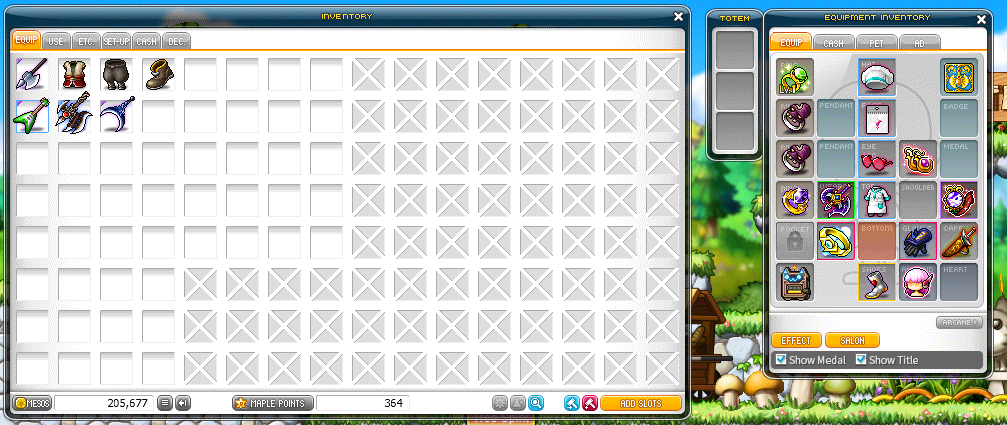 INVENTORY
EQUIP USE ETC. SET-UP CASH DEC.
MESOS 205,677 MAPLE POINTS 364 ADD SLOTS
TOTEM
EQUIPMENT INVENTORY
EQUIP CASH PET AD
PENDANT BADGE
PENDANT EYE MEDAL
SHOULDER
POCKET BOTTOM CAPE
SHOES HEART
ARCANE
EFFECT SALON
Show Medal Show Title